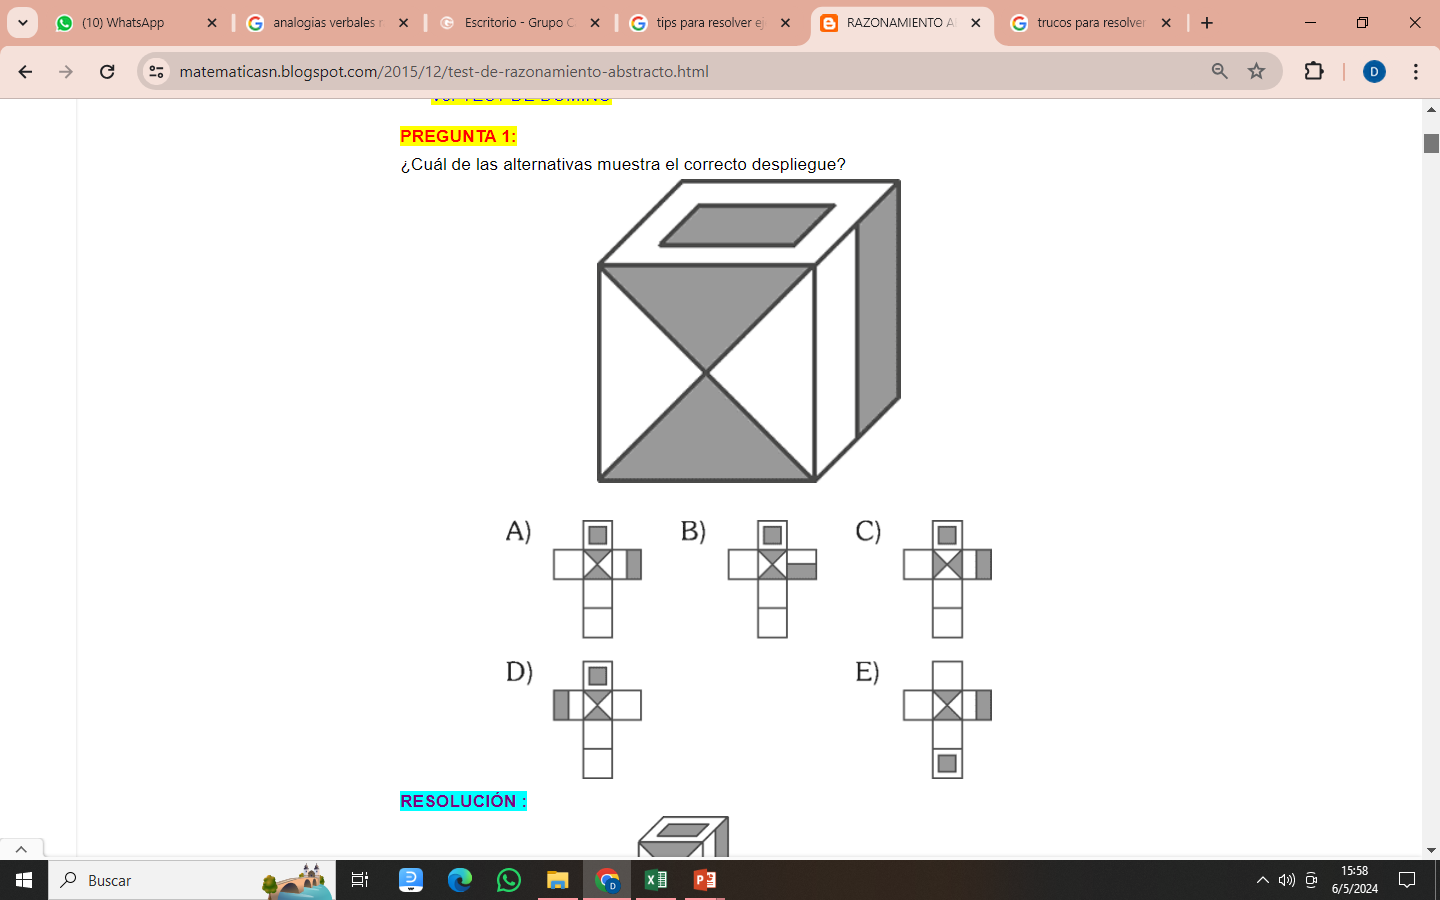 (10) WhatsApp
analogias verbales r
Escritorio - Grupo C
tips para resolver ej
RAZONAMIENTO A
trucos para resolver
matematicasn.blogspot.com/2015/12/test-de-razonamiento-abstracto.html
D
PREGUNTA 1:
¿Cuál de las alternativas muestra el correcto despliegue?
A) B) C)
D) E)
RESOLUCIÓN :
Buscar
15:58
6/5/2024